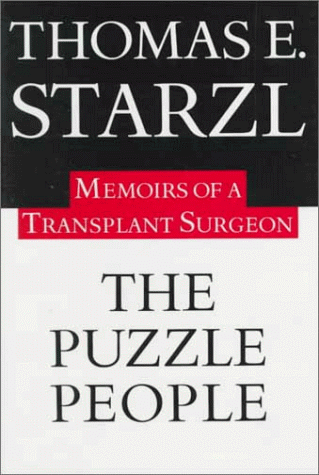 THOMAS E.
STARZL
MEMOIRS OF A
TRANSPLANT SURGEON
THE
PUZZLE
PEOPLE